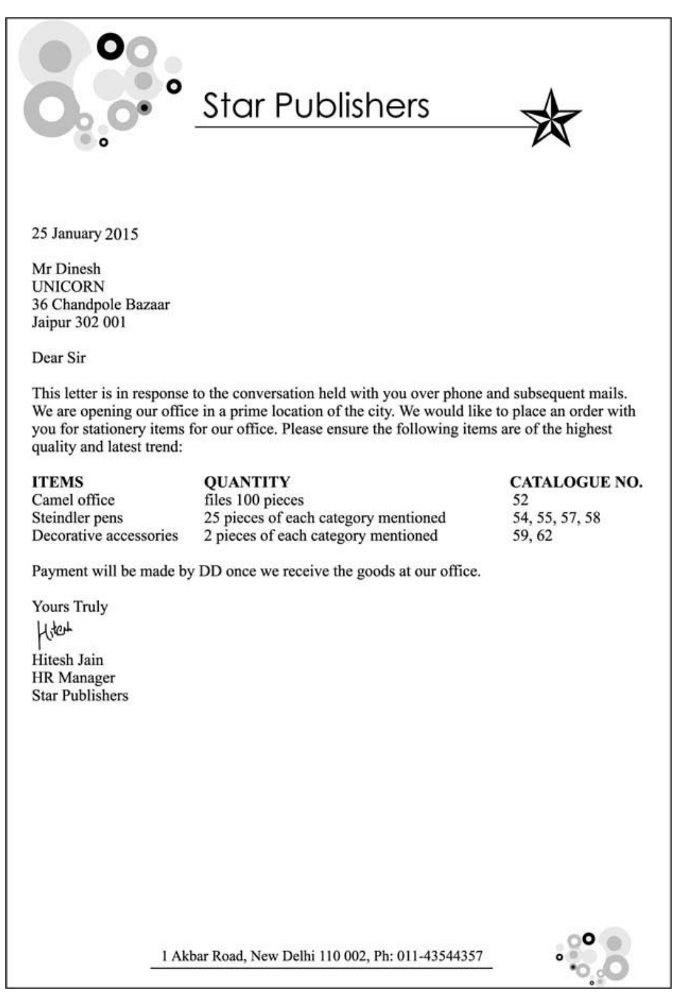 Star Publishers
25 January 2015
Mr Dinesh
UNICORN
36 Chandpole Bazaar
Jaipur 302 001
Dear Sir
This letter is in response to the conversation held with you over phone and subsequent mails.
We are opening our office in a prime location of the city. We would like to place an order with
you for stationery items for our office. Please ensure the following items are of the highest
quality and latest trend:
ITEMS QUANTITY CATALOGUE NO.
Camel office files 100 pieces 52
Steindler pens 25 pieces of each category mentioned 54, 55, 57, 58
Decorative accessories 2 pieces of each category mentioned 59, 62
Payment will be made by DD once we receive the goods at our office.
Yours Truly
Hitesh
Hitesh Jain
HR Manager
Star Publishers
1 Akbar Road, New Delhi 110 002, Ph: 011-43544357